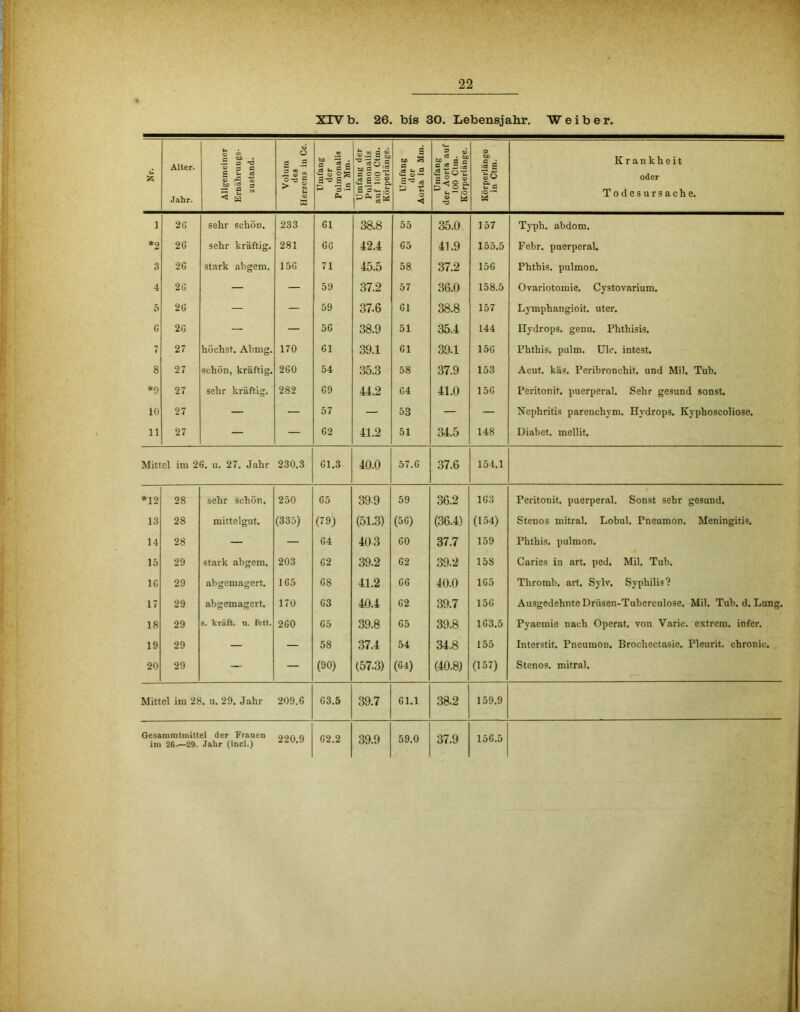 22
XIV b. 26. bis 30. Lebensjahr. Weiber.
Nr.
Alter.
Jahr.
Allgemeiner
Ernährungs-
zustand.
Volum
des
Herzens in Cc.
Umfang
der
Pulmonalis
in Mm.
Umfang der
Pulmonalis
auf 100 Ctm.
Körperlänge.
Umfang
der
Aorta in Mm.
Umfang
der Aorta auf
100 Ctm.
Körperlänge.
Körperlänge
in Ctm.
Krankheit
oder
Todesursache.
1 26 sehr schön. 233 61 38.8 55 35.0 157 Typh. abdom.
*2 26 sehr kräftig. 281 66 42.4 65 41.9 155.5 Febr. puerperal.
3 26 stark abgem. 156 71 45.5 58 37.2 156 Phthis. pulmon.
4 26 — — 59 37.2 57 36.0 158.5 Ovariotomie. Cystovarium.
5 26 — — 59 37.6 61 38.8 157 Lymphangioit. uter.
6 26 — — 56 38.9 51 35.4 144 Hydrops. genu. Phthisis.
7 27 höchst. Abmg. 170 61 39.1 61 39.1 156 Phthis. pulm. Ulc. intest.
8 27 schön, kräftig. 260 54 35.3 58 37.9 153 Acut. käs. Peribronchit. und Mil. Tub.
*9 27 sehr kräftig. 282 69 44.2 64 41.0 156 Peritonit. puerperal. Sehr gesund sonst.
10 27 — — 57 — 53 — — Nephritis parenchym. Hydrops. Kyphoscoliose.
11 27 — — 62 41.2 51 34.5 148 Diabet. mellit.
Mittel im 26. u. 27. Jahr 230.3 61.3 40.0 57.6 37.6 154.1
*12 28 sehr schön. 250 65 39.9 59 36.2 163 Peritonit. puerperal. Sonst sehr gesund.
13 28 mittelgut. (335) (79) (51.3) (56) (36.4) (154) Stenos mitral. Lobul. Pneumon. Meningitis.
14 28 — — 64 40.3 60 37.7 159 Phthis. pulmon.
15 29 stark abgem. 203 62 39.2 62 39.2 158 Caries in art. ped. Mil. Tub.
16 29 abgemagert. 165 68 41.2 66 40.0 165 Thromb. art. Sylv. Syphilis?
17 29 abgemagert. 170 63 40.4 62 39.7 156 Ausgedehnte Drüsen-Tuberculose. Mil. Tub. d. Lung.
18 29 s. kräft. u. fett. 260 65 39.8 65 39.8 163.5 Pyaemie nach Operat. von Varic. extrem. infer.
19 29 — — 58 37.4 54 34.8 155 Interstit. Pneumon. Brochectasie. Pleurit. chronic.
20 29 — — (90) (57.3) (64) (40.8) (157) Stenos. mitral.
Mittel im 28. u. 29. Jahr 209.6 63.5 39.7 61.1 38.2 159.9
Gesammtmittel der Frauen
im 26.—29. Jahr (incl.) 220.9 62.2 39.9 59.0 37.9 156.5